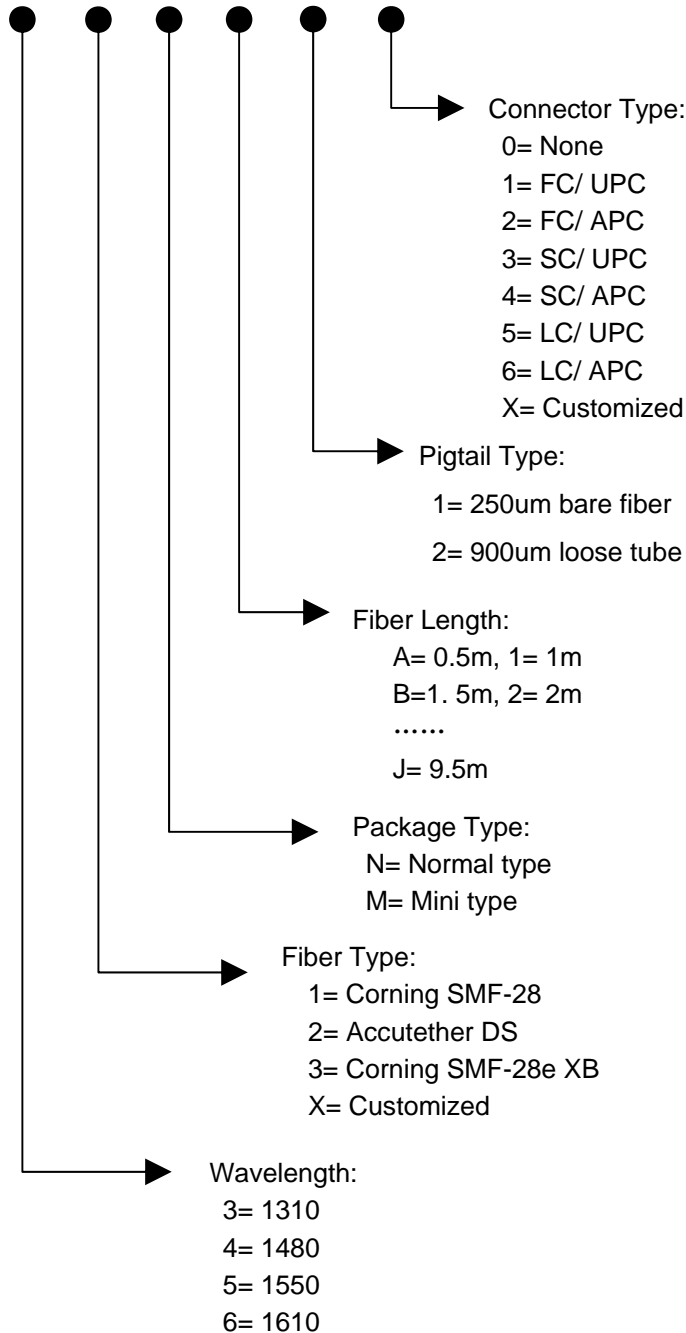 Connector Type:
0= None
1= FC/ UPC
2= FC/ APC
3= SC/ UPC
4= SC/ APC
5= LC/ UPC
6= LC/ APC
X= Customized
Pigtail Type:
1= 250um bare fiber
2= 900um loose tube
Fiber Length:
A= 0.5m, 1= 1m
B=1. 5m, 2= 2m
……
J= 9.5m
Package Type:
N= Normal type
M= Mini type
Fiber Type:
1= Corning SMF-28
2= Accutether DS
3= Corning SMF-28e XB
X= Customized
Wavelength:
3= 1310
4= 1480
5= 1550
6= 1610